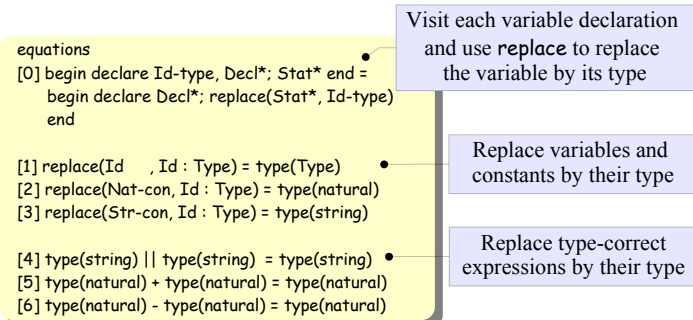 equations
[0] begin declare Id-type, Decl*; Stat* end =
begin declare Decl*; replace(Stat*, Id-type)
end
[1] replace(Id , Id : Type) = type(Type)
[2] replace(Nat-con, Id : Type) = type(natural)
[3] replace(Str-con, Id : Type) = type(string)
[4] type(string) || type(string) = type(string)
[5] type(natural) + type(natural) = type(natural)
[6] type(natural) - type(natural) = type(natural)
Visit each variable declaration
and use replace to replace
the variable by its type
Replace variables and
constants by their type
Replace type-correct
expressions by their type